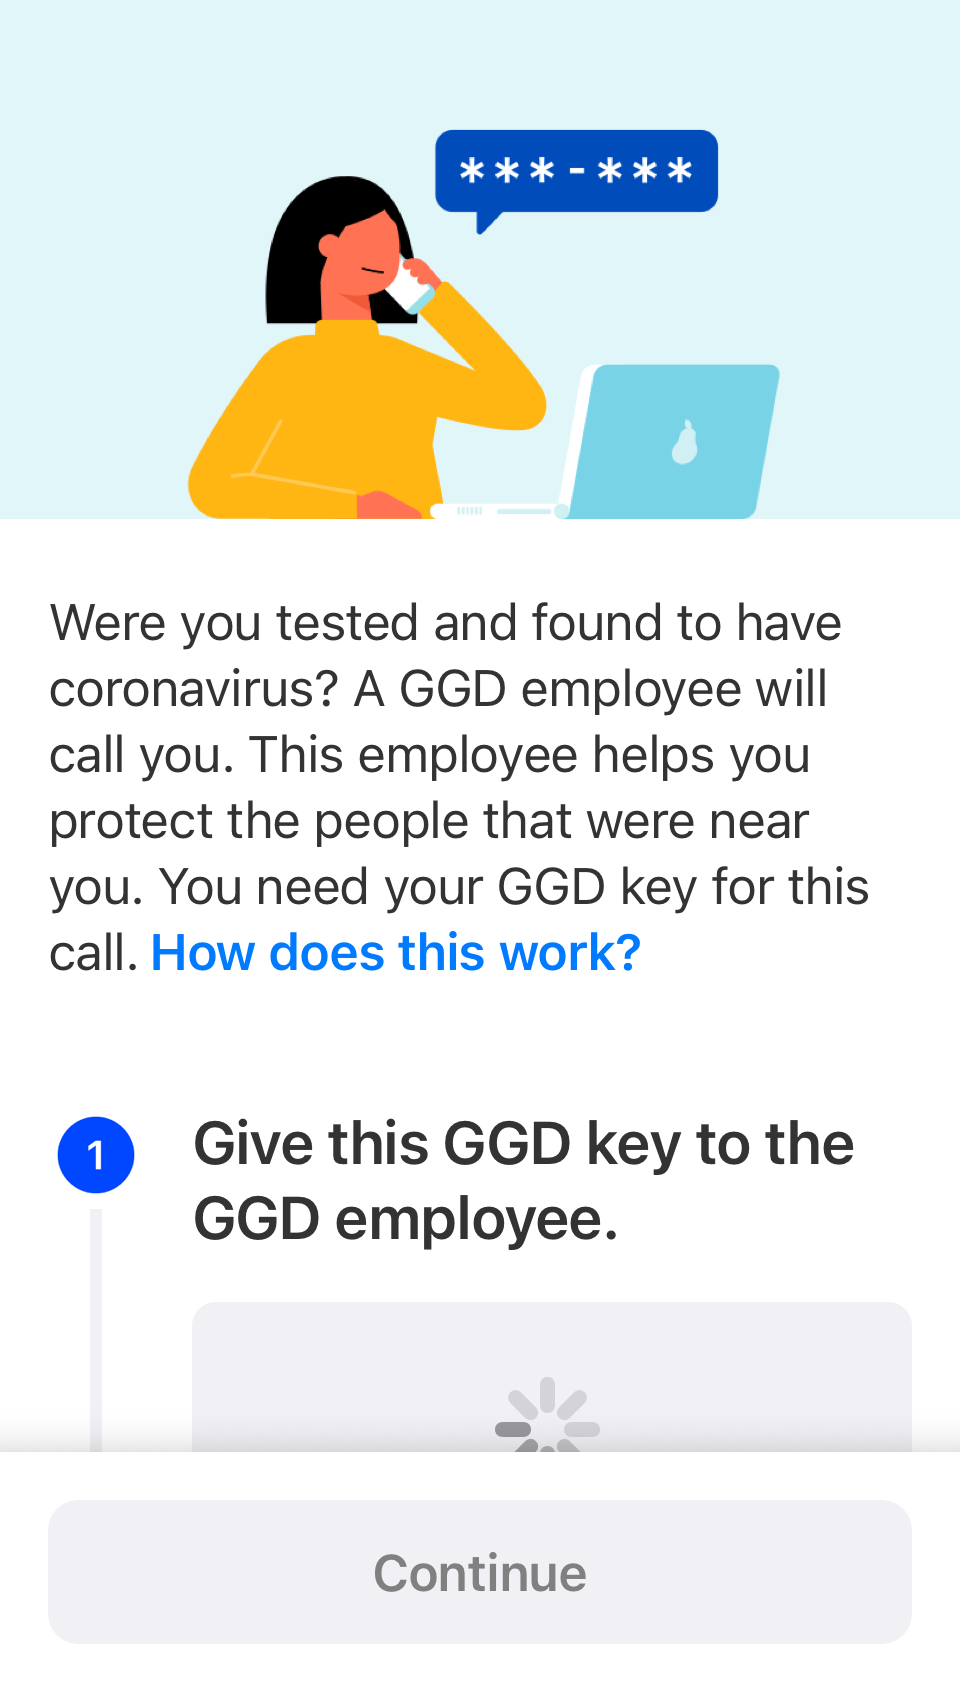 ***-***
Were you tested and found to have
coronavirus? A GGD employee will
call you. This employee helps you
protect the people that were near
you. You need your GGD key for this
call. How does this work?
1
Give this GGD key to the
GGD employee.
Continue